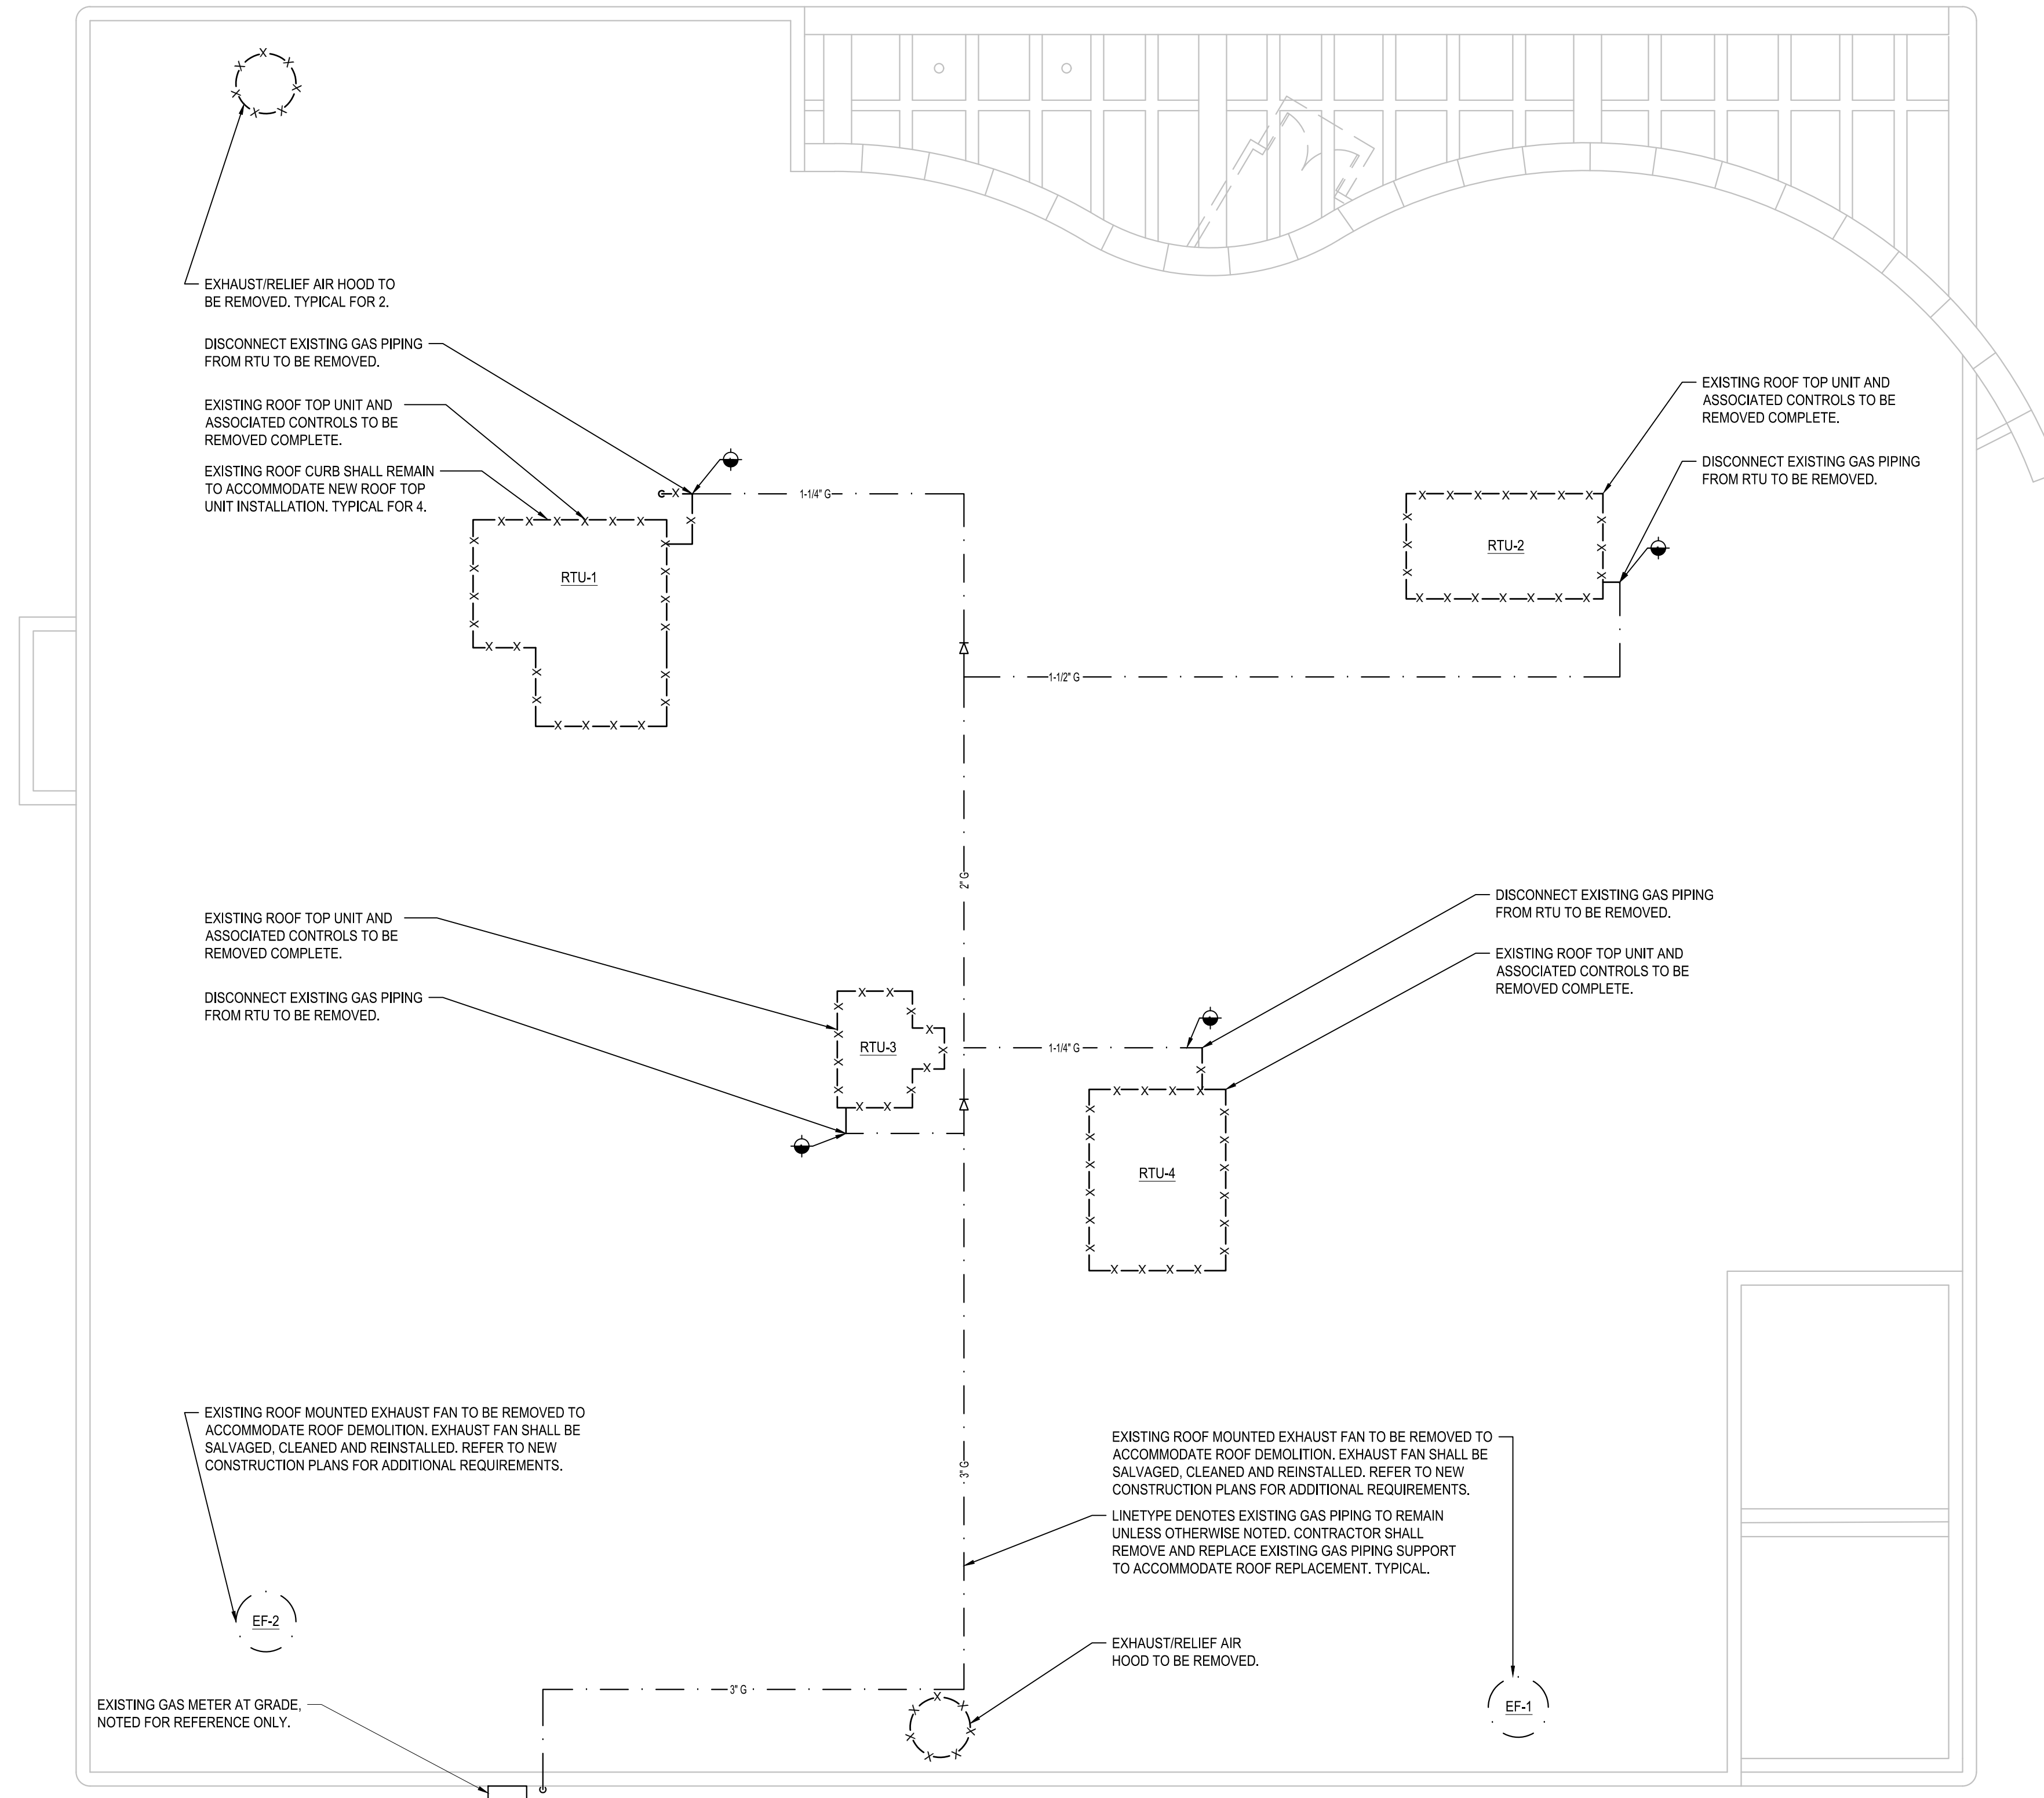 EXHAUST/RELIEF AIR HOOD TO
BE REMOVED. TYPICAL FOR 2.
DISCONNECT EXISTING GAS PIPING
FROM RTU TO BE REMOVED.
EXISTING ROOF TOP UNIT AND
ASSOCIATED CONTROLS TO BE
REMOVED COMPLETE.
EXISTING ROOF CURB SHALL REMAIN
TO ACCOMMODATE NEW ROOF TOP
UNIT INSTALLATION. TYPICAL FOR 4.
1-1/4" G
RTU-1
EXISTING ROOF TOP UNIT AND
ASSOCIATED CONTROLS TO BE
REMOVED COMPLETE.
DISCONNECT EXISTING GAS PIPING
FROM RTU TO BE REMOVED.
RTU-2
1-1/2" G
2" G
EXISTING ROOF TOP UNIT AND
ASSOCIATED CONTROLS TO BE
REMOVED COMPLETE.
DISCONNECT EXISTING GAS PIPING
FROM RTU TO BE REMOVED.
RTU-3
1-1/4" G
DISCONNECT EXISTING GAS PIPING
FROM RTU TO BE REMOVED.
EXISTING ROOF TOP UNIT AND
ASSOCIATED CONTROLS TO BE
REMOVED COMPLETE.
RTU-4
EXISTING ROOF MOUNTED EXHAUST FAN TO BE REMOVED TO
ACCOMMODATE ROOF DEMOLITION. EXHAUST FAN SHALL BE
SALVAGED, CLEANED AND REINSTALLED. REFER TO NEW
CONSTRUCTION PLANS FOR ADDITIONAL REQUIREMENTS.
3" G
EXISTING ROOF MOUNTED EXHAUST FAN TO BE REMOVED TO
ACCOMMODATE ROOF DEMOLITION. EXHAUST FAN SHALL BE
SALVAGED, CLEANED AND REINSTALLED. REFER TO NEW
CONSTRUCTION PLANS FOR ADDITIONAL REQUIREMENTS.
LINETYPE DENOTES EXISTING GAS PIPING TO REMAIN
UNLESS OTHERWISE NOTED. CONTRACTOR SHALL
REMOVE AND REPLACE EXISTING GAS PIPING SUPPORT
TO ACCOMMODATE ROOF REPLACEMENT. TYPICAL.
EF-2
EXHAUST/RELIEF AIR
HOOD TO BE REMOVED.
3" G
EXISTING GAS METER AT GRADE,
NOTED FOR REFERENCE ONLY.
EF-1